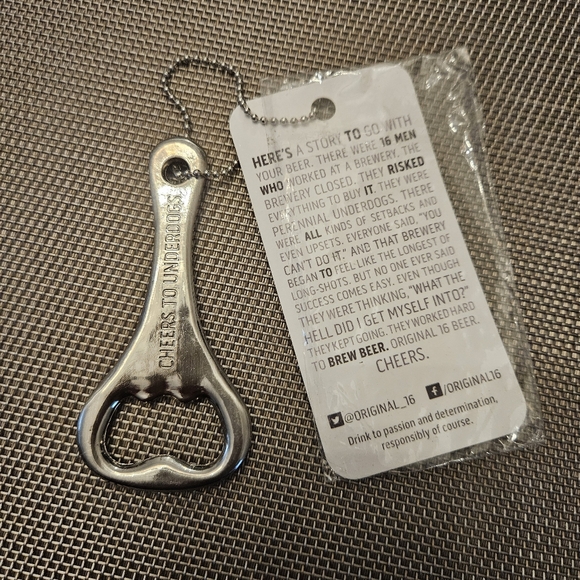 CHEERS TO UNDERDOGS
HERE'S A STORY TO GO WITH
YOUR BEER. THERE WERE 16 MEN
WHO WORKED AT A BREWERY. THE
BREWERY CLOSED. THEY RISKED
EVERYTHING TO BUY IT. THEY WERE
PERENNIAL UNDERDOGS. THERE
WERE ALL KINDS OF SETBACKS AND
EVEN UPSETS. EVERYONE SAID, "YOU
CAN'T DO IT." AND THAT BREWERY
BEGAN TO FEEL LIKE THE LONGEST OF
LONG-SHOTS. BUT NO ONE EVER SAID
SUCCESS COMES EASY. EVEN THOUGH
THEY WERE THINKING, "WHAT THE
HELL DID I GET MYSELF INTO?"
THEY KEPT GOING. THEY WORKED HARD
TO BREW BEER. ORIGINAL 16 BEER.
CHEERS.
@ORIGINAL_16 f /ORIGINAL16
Drink to passion and determination,
responsibly of course.